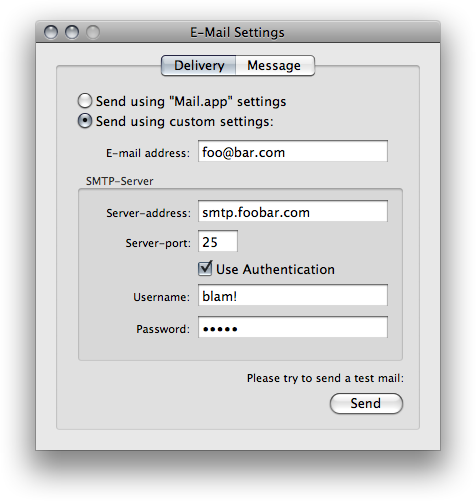 E-Mail Settings
Delivery Message
Send using "Mail.app" settings
Send using custom settings:
E-mail address: foo@bar.com
SMTP-Server
Server-address: smtp.foobar.com
Server-port: 25
Use Authentication
Username: blam!
Password: •••••
Please try to send a test mail:
Send